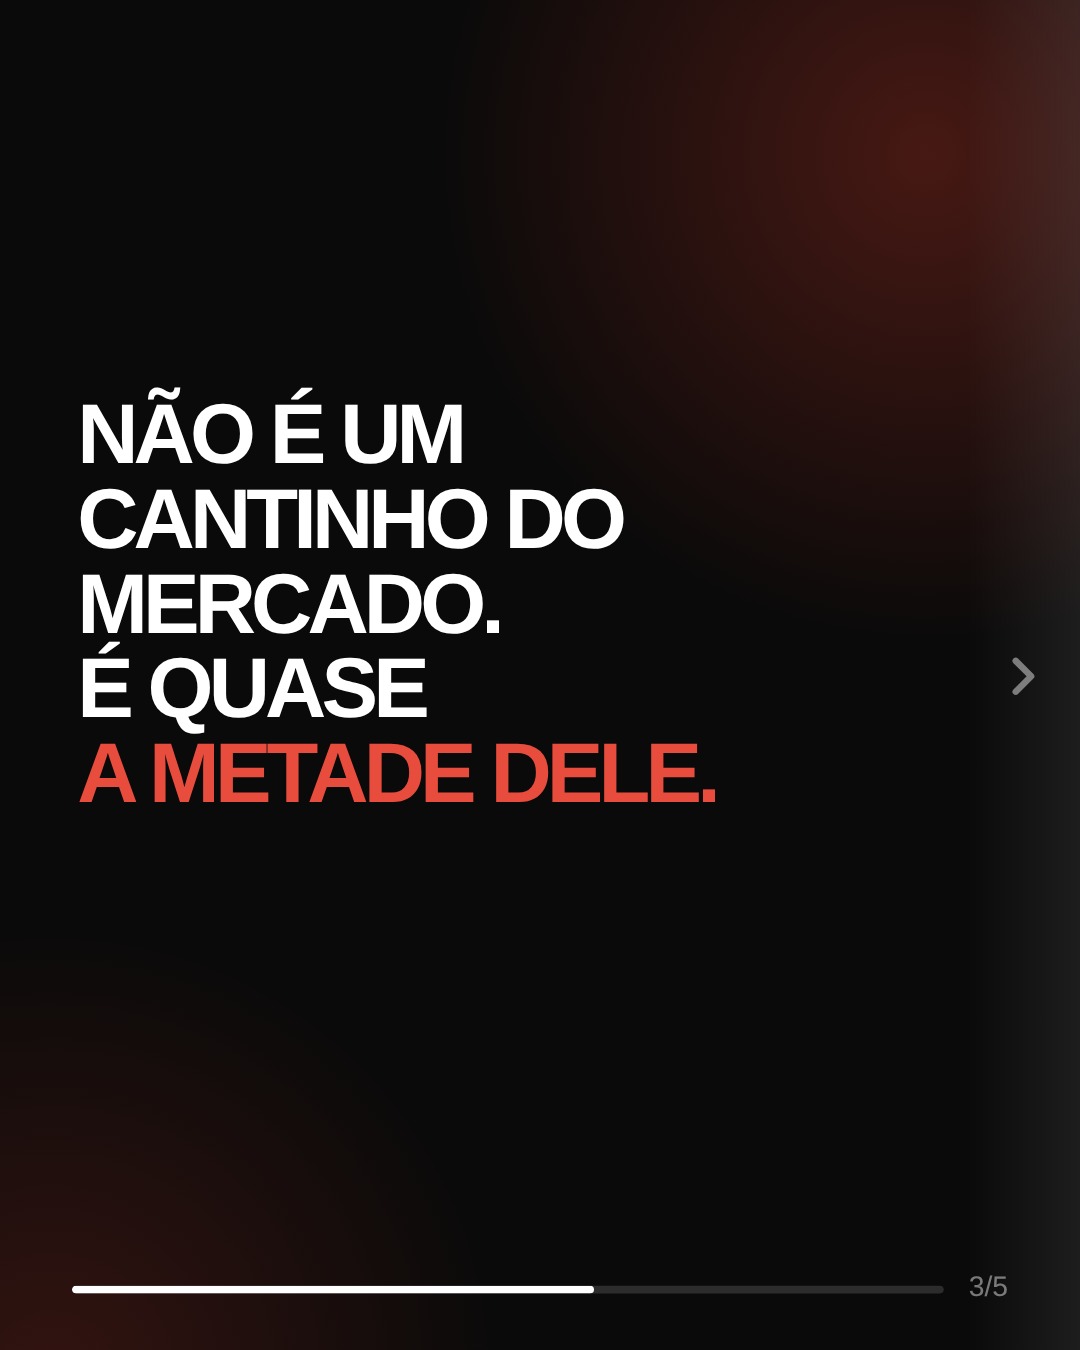 NÃO É UM
CANTINHO DO
MERCADO.
É QUASE
A METADE DELE.
3/5